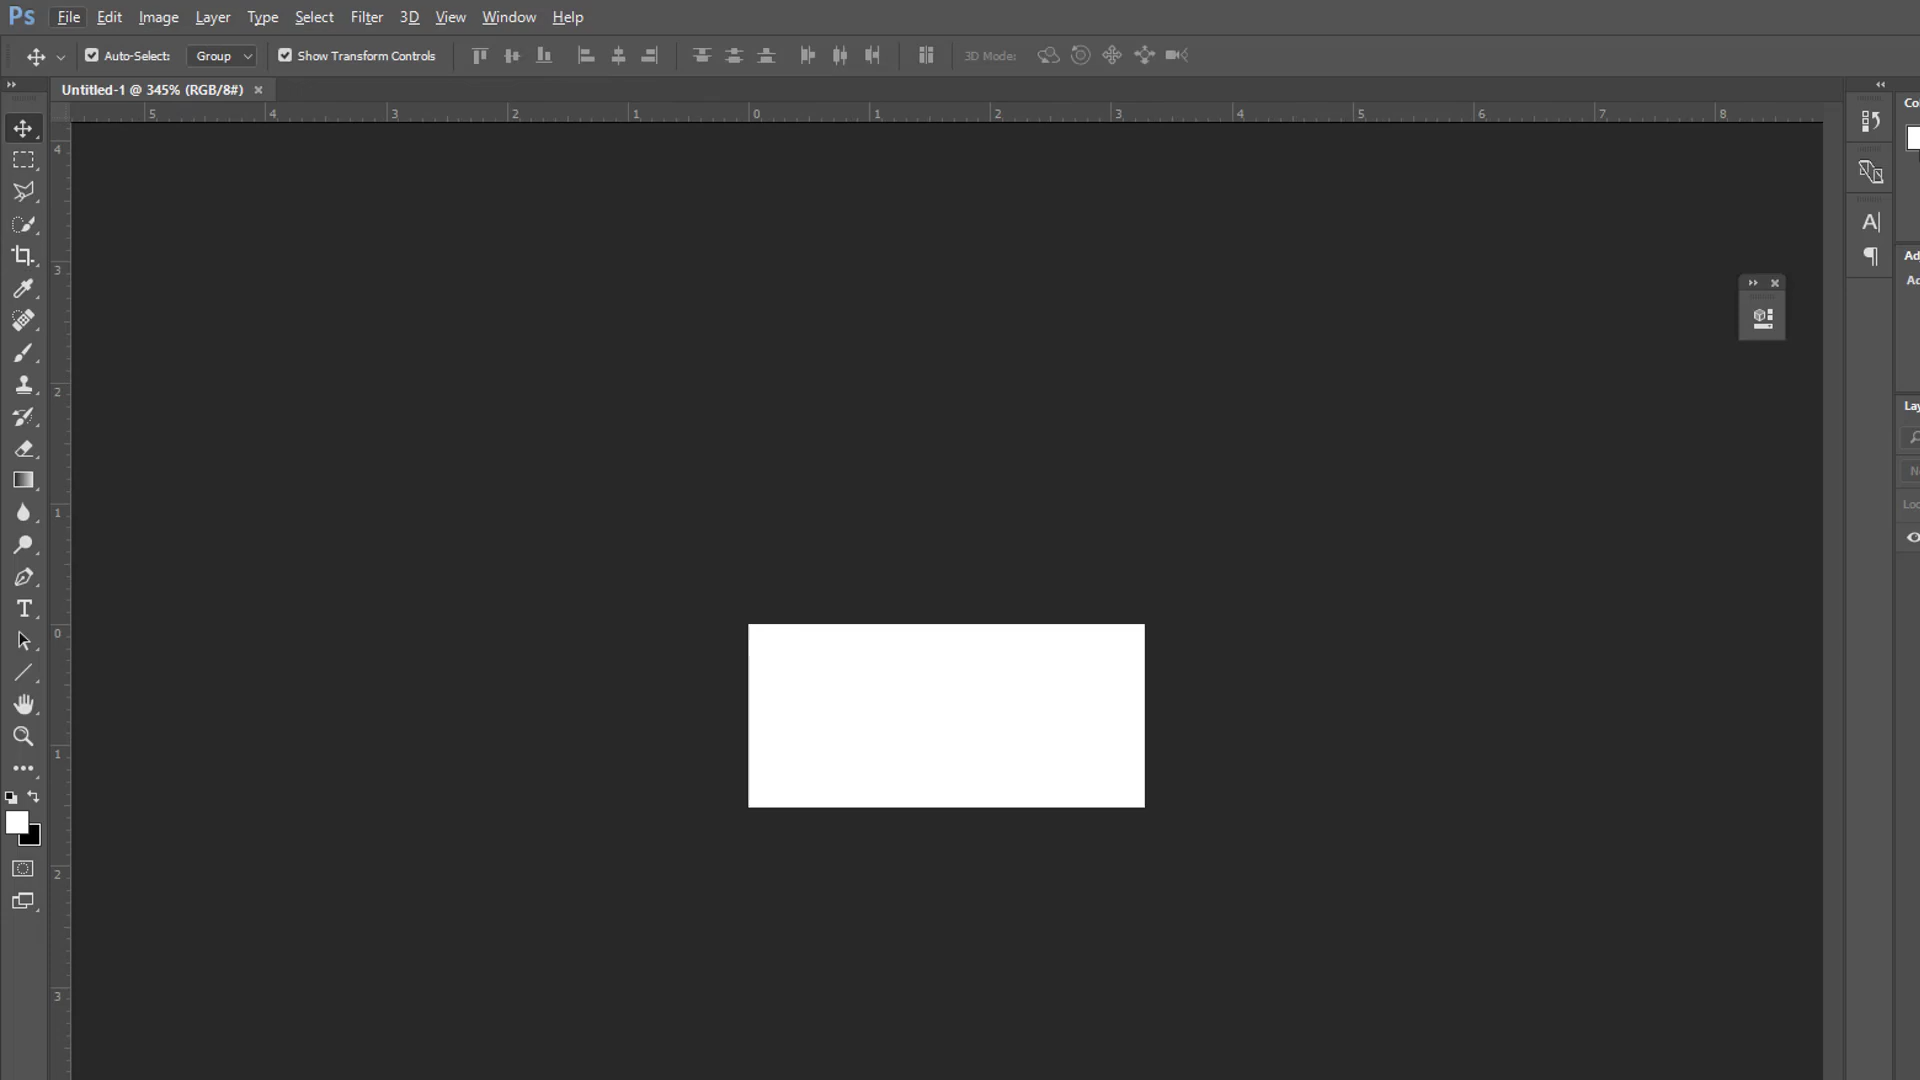 Ps File Edit Image Layer Type Select Filter 3D View Window Help
Auto-Select: Group Show Transform Controls 3D Mode:
Untitled-1 @ 345% (RGB/8#)
5 4 3 2 1 0 1 2 3 4 5 6 7 8
Co
4
A
3
Ad
Ac
2
Lay
N
1
Loc
T
0
1
2
3